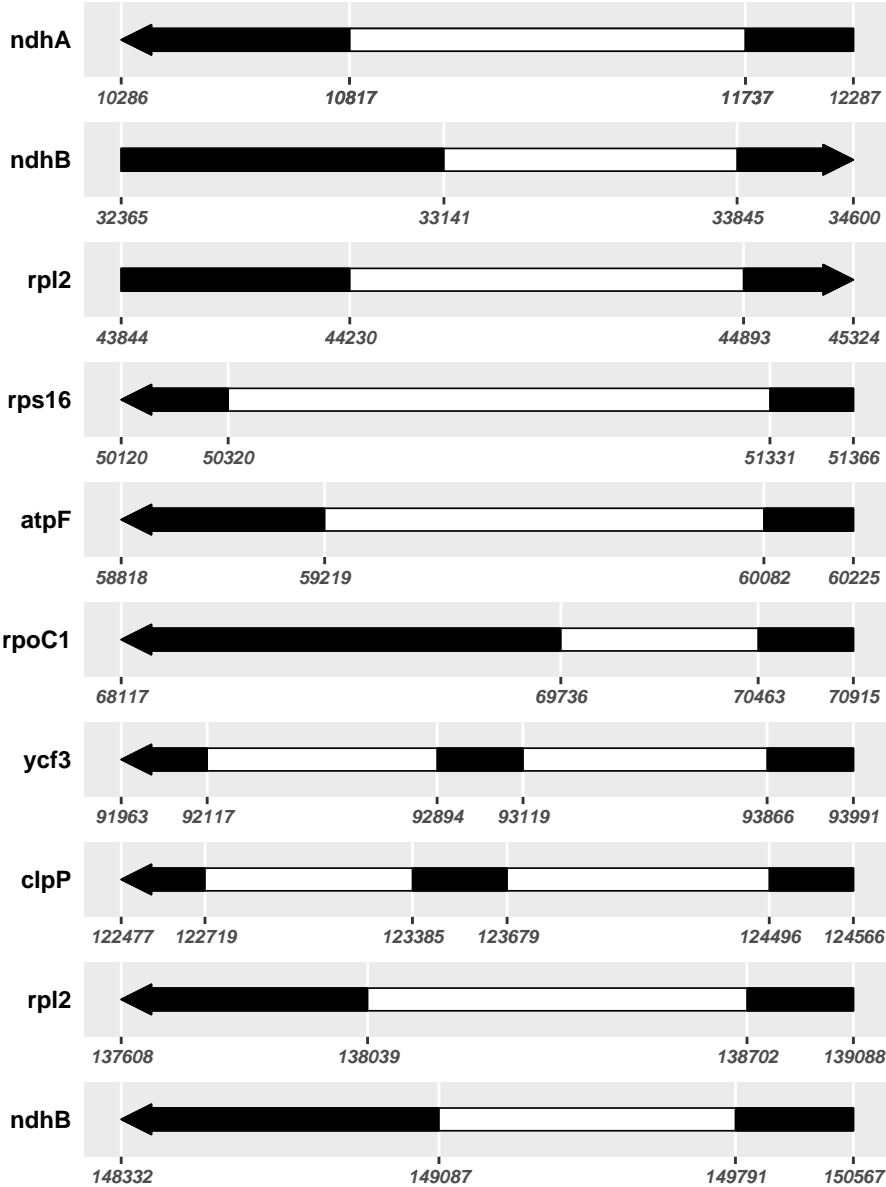 ndhA
10286 10817 11737 12287
ndhB
32365 33141 33845 34600
rpl2
43844 44230 44893 45324
rps16
50120 50320 51331 51366
atpF
58818 59219 60082 60225
rpoC1
68117 69736 70463 70915
ycf3
91963 92117 92894 93119 93866 93991
clpP
122477 122719 123385 123679 124496 124566
rpl2
137608 138039 138702 139088
ndhB
148332 149087 149791 150567